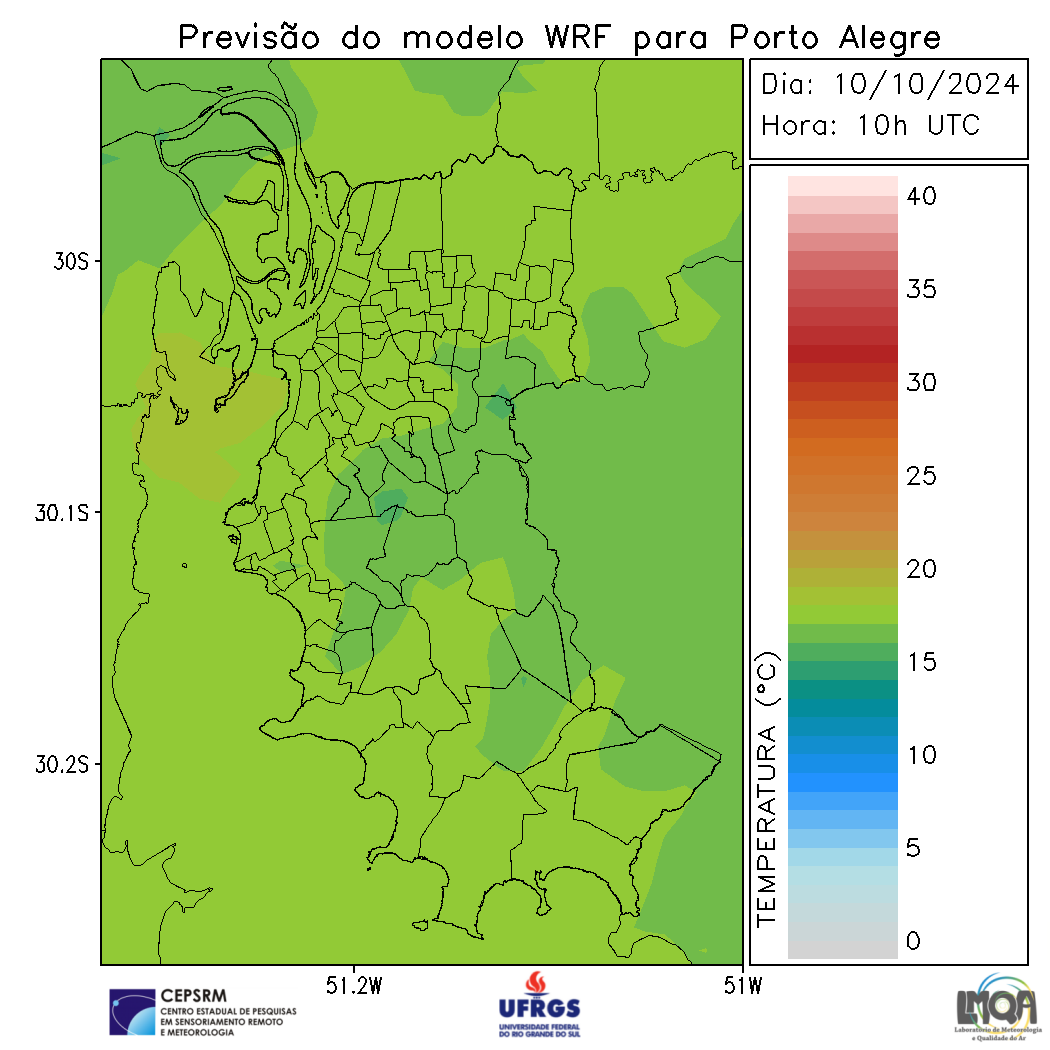 Previsão do modelo WRF para Porto Alegre
Dia: 10/10/2024
Hora: 10h UTC
30S
30.1S
30.2S
51.2W
51W
40
35
30
25
20
15
10
5
0
TEMPERATURA (°C)
CEPSRM
CENTRO ESTADUAL DE PESQUISAS
EM SENSORIAMENTO REMOTO
E METEOROLOGIA
UFRGS
UNIVERSIDADE FEDERAL
DO RIO GRANDE DO SUL
LMQA
Laboratório de Meteorologia
e Qualidade do Ar